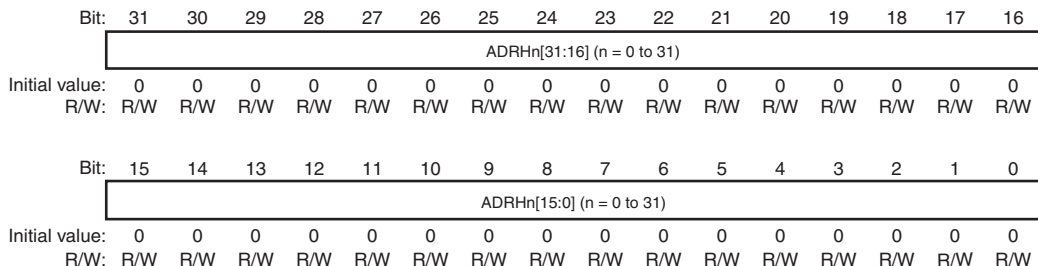 Bit: 31 30 29 28 27 26 25 24 23 22 21 20 19 18 17 16
ADRHn[31:16] (n = 0 to 31)
Initial value: 0 0 0 0 0 0 0 0 0 0 0 0 0 0 0 0
R/W: R/W R/W R/W R/W R/W R/W R/W R/W R/W R/W R/W R/W R/W R/W R/W R/W
Bit: 15 14 13 12 11 10 9 8 7 6 5 4 3 2 1 0
ADRHn[15:0] (n = 0 to 31)
Initial value: 0 0 0 0 0 0 0 0 0 0 0 0 0 0 0 0
R/W: R/W R/W R/W R/W R/W R/W R/W R/W R/W R/W R/W R/W R/W R/W R/W R/W